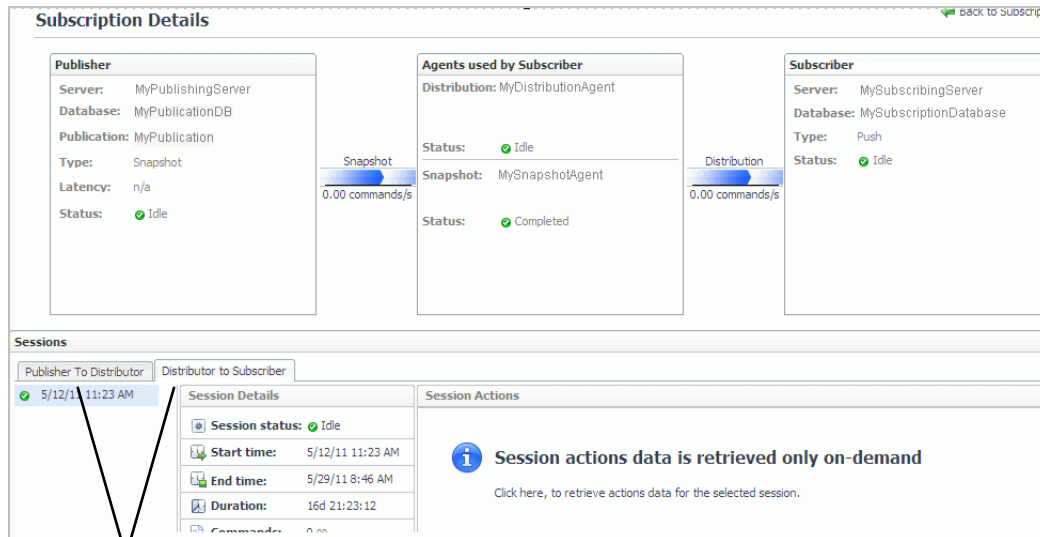 Back to Subscrip
Subscription Details
Publisher
Server: MyPublishingServer
Database: MyPublicationDB
Publication: MyPublication
Type: Snapshot
Latency: n/a
Status: Idle
Snapshot
0.00 commands/s
Agents used by Subscriber
Distribution: MyDistributionAgent
Status: Idle
Snapshot: MySnapshotAgent
Status: Completed
Distribution
0.00 commands/s
Subscriber
Server: MySubscribingServer
Database: MySubscriptionDatabase
Type: Push
Status: Idle
Sessions
Publisher To Distributor
Distributor to Subscriber
5/12/11 11:23 AM
Session Details
Session status: Idle
Start time: 5/12/11 11:23 AM
End time: 5/29/11 8:46 AM
Duration: 16d 21:23:12
Commands: 0.00
Session Actions
Session actions data is retrieved only on-demand
Click here, to retrieve actions data for the selected session.